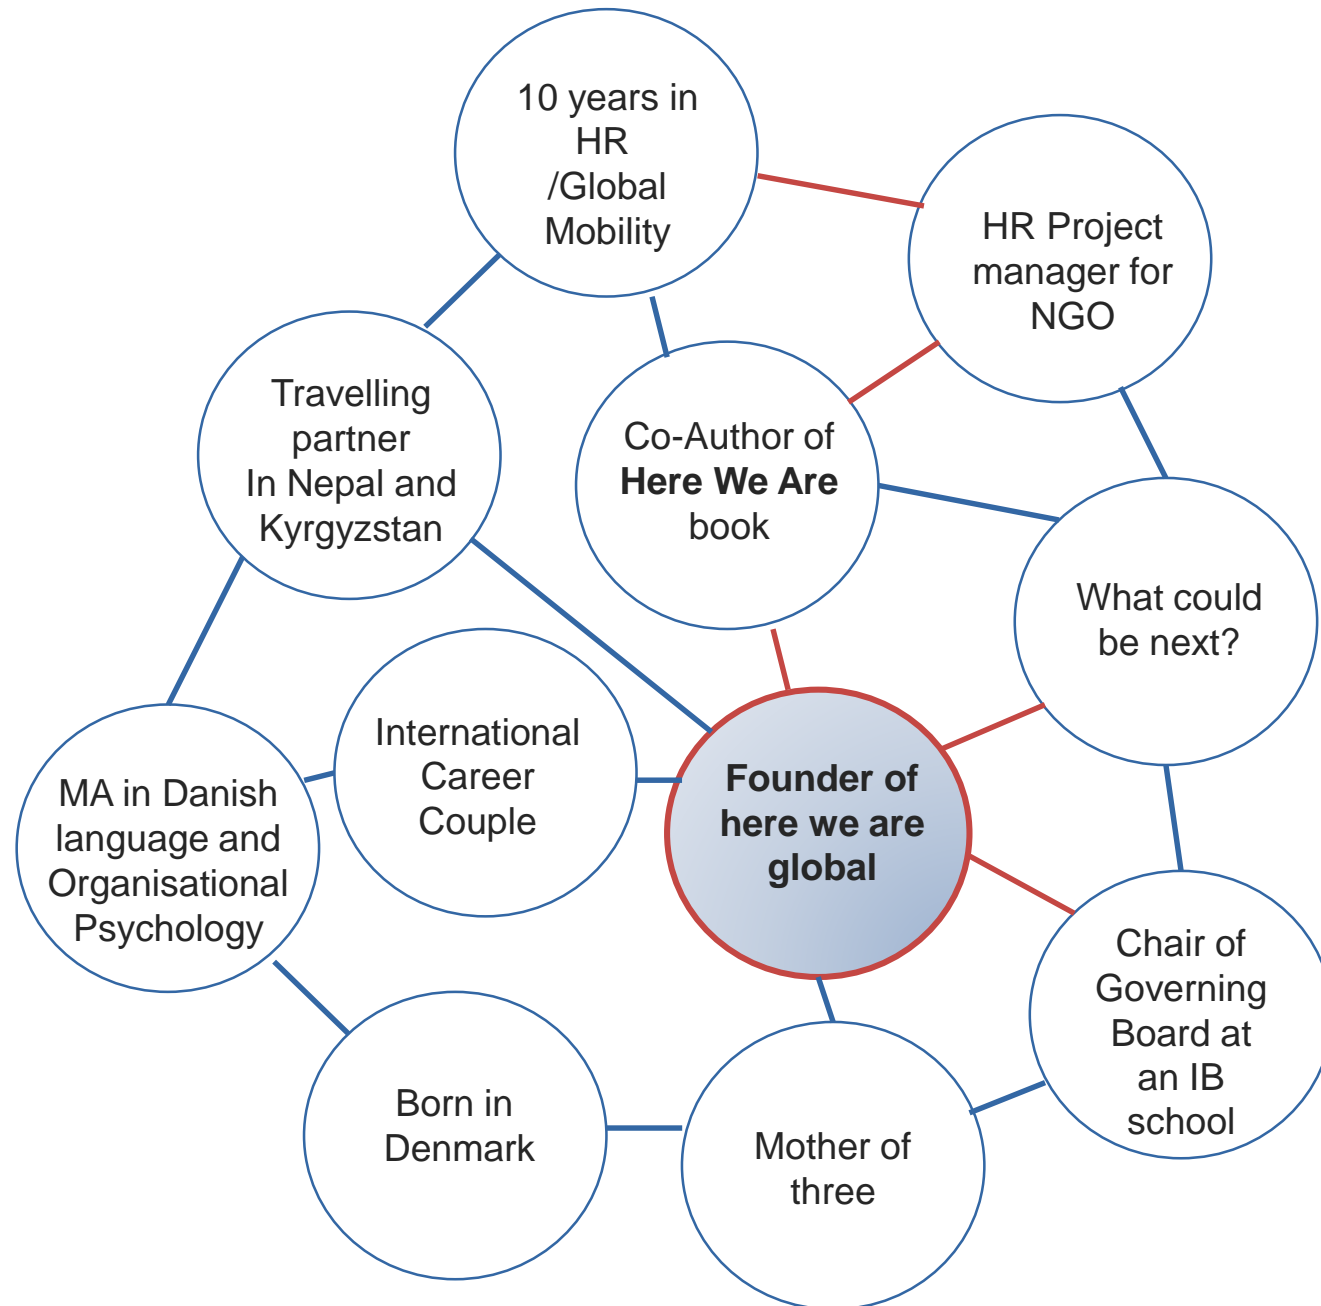 10 years in
HR
/Global
Mobility
HR Project
manager for
NGO
Travelling
partner
In Nepal and
Kyrgyzstan
Co-Author of
Here We Are
book
What could
be next?
International
Career
Couple
Founder of
here we are
global
MA in Danish
language and
Organisational
Psychology
Chair of
Governing
Board at
an IB
school
Born in
Denmark
Mother of
three